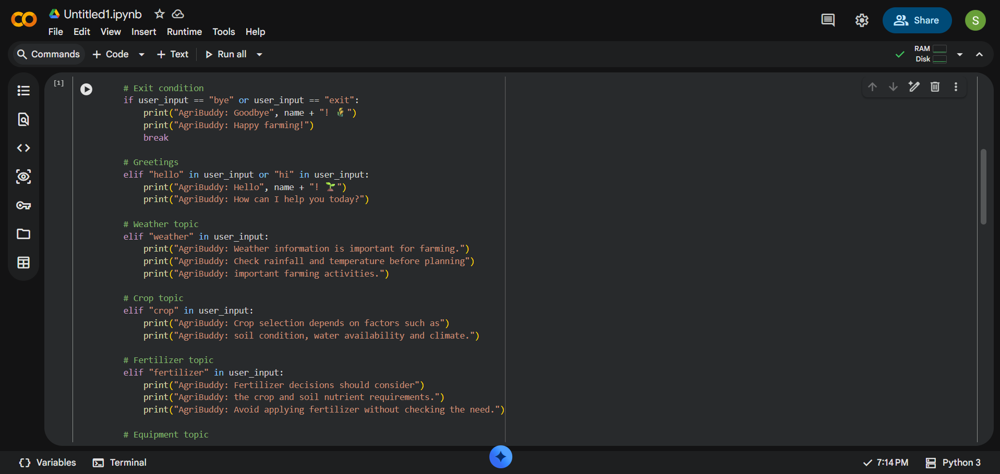 Untitled1.ipynb
File Edit View Insert Runtime Tools Help
Share
S
Commands + Code + Text Run all
RAM
Disk
[1]
# Exit condition
if user_input == "bye" or user_input == "exit":
    print("AgriBuddy: Goodbye", name + "! 🌾")
    print("AgriBuddy: Happy farming!")
    break
# Greetings
elif "hello" in user_input or "hi" in user_input:
    print("AgriBuddy: Hello", name + "! 🌱")
    print("AgriBuddy: How can I help you today?")
# Weather topic
elif "weather" in user_input:
    print("AgriBuddy: Weather information is important for farming.")
    print("AgriBuddy: Check rainfall and temperature before planning")
    print("AgriBuddy: important farming activities.")
# Crop topic
elif "crop" in user_input:
    print("AgriBuddy: Crop selection depends on factors such as")
    print("AgriBuddy: soil condition, water availability and climate.")
# Fertilizer topic
elif "fertilizer" in user_input:
    print("AgriBuddy: Fertilizer decisions should consider")
    print("AgriBuddy: the crop and soil nutrient requirements.")
    print("AgriBuddy: Avoid applying fertilizer without checking the need.")
# Equipment topic
Variables Terminal
7:14 PM Python 3